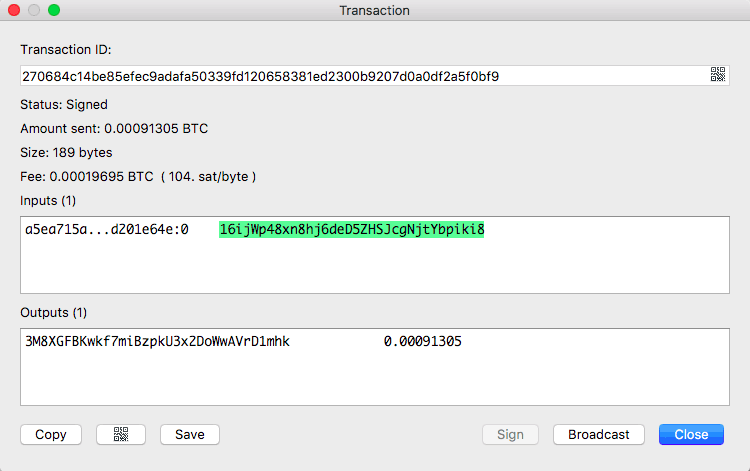 Transaction
Transaction ID:
270684c14be85efec9adafa50339fd120658381ed2300b9207d0a0df2a5f0bf9
Status: Signed
Amount sent: 0.00091305 BTC
Size: 189 bytes
Fee: 0.00019695 BTC ( 104. sat/byte )
Inputs (1)
a5ea715a...d201e64e:0 16ijWp48xn8hj6deD5ZHSJcgNjtYbpiki8
Outputs (1)
3M8XGFBKwkf7miBzpkU3xZDoWwAVrD1mhk 0.00091305
Copy Save Sign Broadcast Close